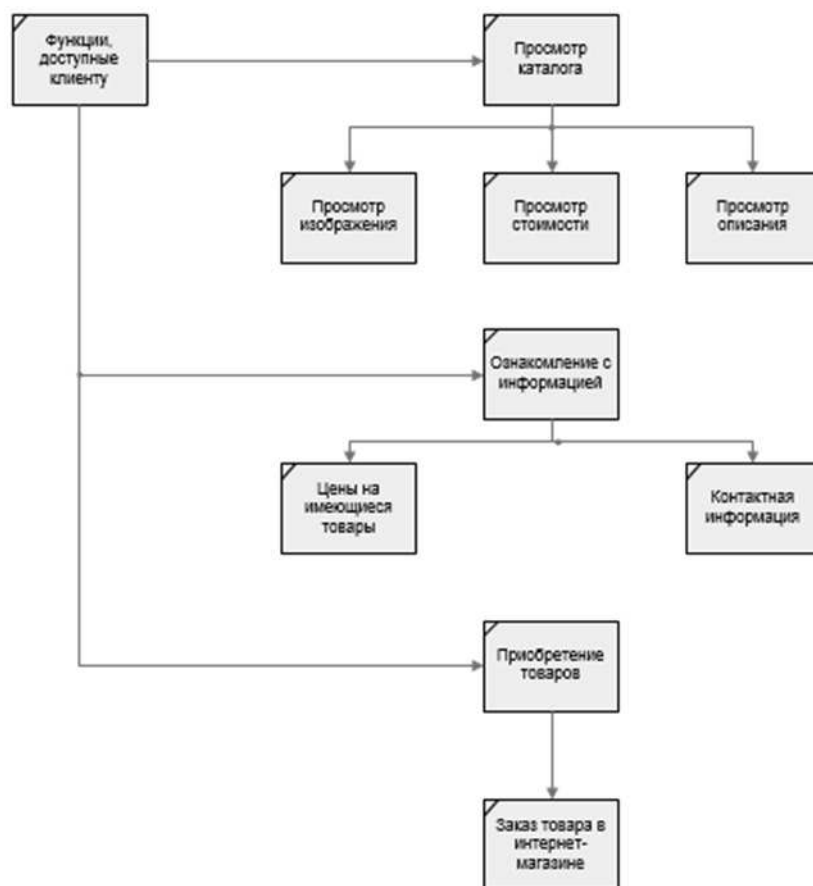 Функции,
доступные
клиенту
Просмотр
каталога
Просмотр
изображения
Просмотр
стоимости
Просмотр
описания
Ознакомление с
информацией
Цены на
имеющиеся
товары
Контактная
информация
Приобретение
товаров
Заказ товара в
интернет-
магазине